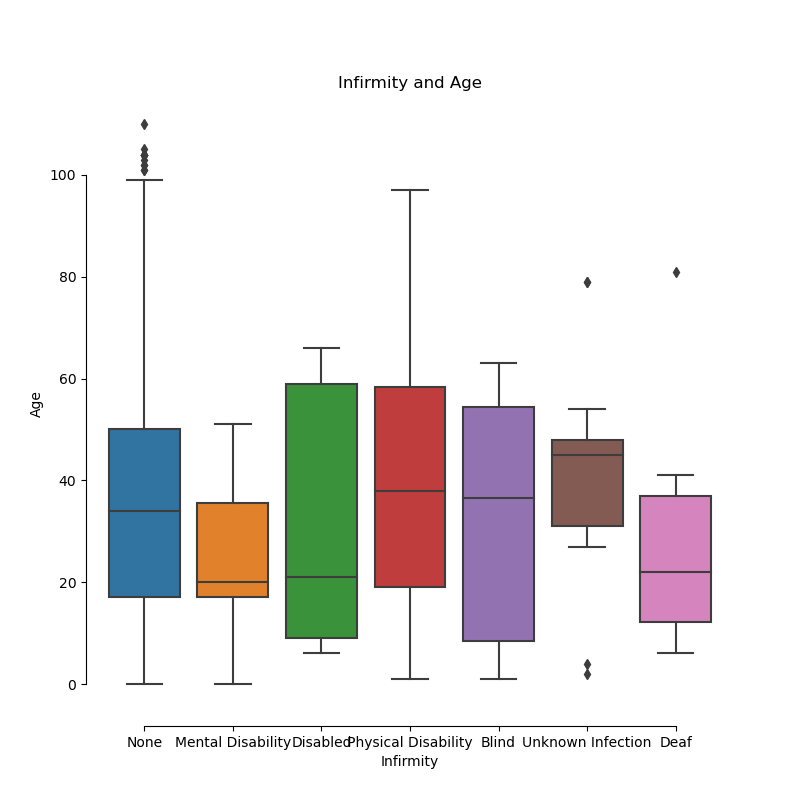 Infirmity and Age
100
80
60
40
20
0
Age
None Mental Disability Disabled Physical Disability Blind Unknown Infection Deaf
Infirmity